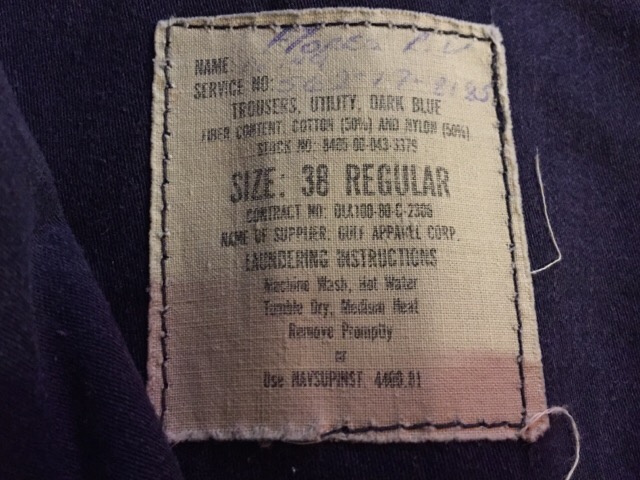 NAME:
SERVICE NO:
TROUSERS, UTILITY, DARK BLUE
FIBER CONTENT: COTTON (50%) AND NYLON (50%)
STOCK NO: 8405-00-043-3379
SIZE: 38 REGULAR
CONTRACT NO: DLA100-80-C-2306
NAME OF SUPPLIER: GULF APPAREL CORP.
LAUNDERING INSTRUCTIONS
Machine Wash, Hot Water
Tumble Dry, Medium Heat
Remove Promptly
or
Use NAVSUPINST 4400.81